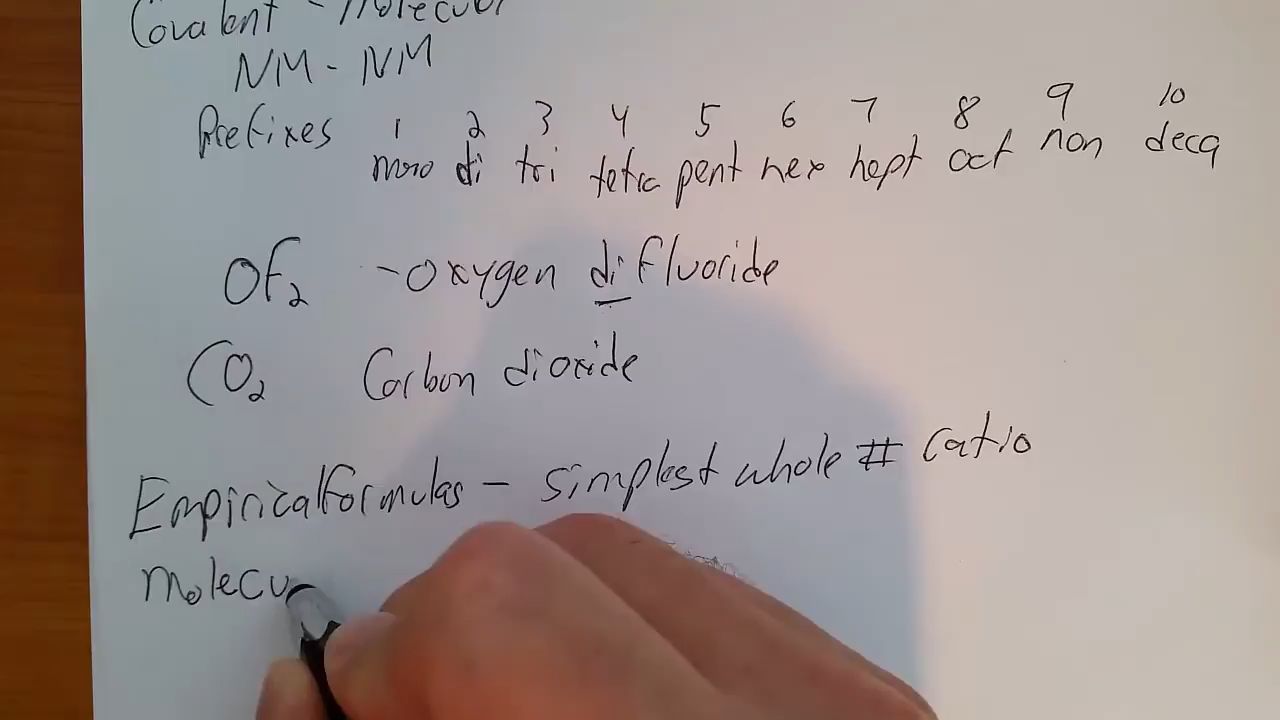 Covalent - Molecul
NM - NM
Prefixes 1 2 3 4 5 6 7 8 9 10
mono di tri tetra pent hex hept oct non deca
OF2 - Oxygen difluoride
CO2 Carbon dioxide
Empirical formulas - simplest whole # ratio
Molecu